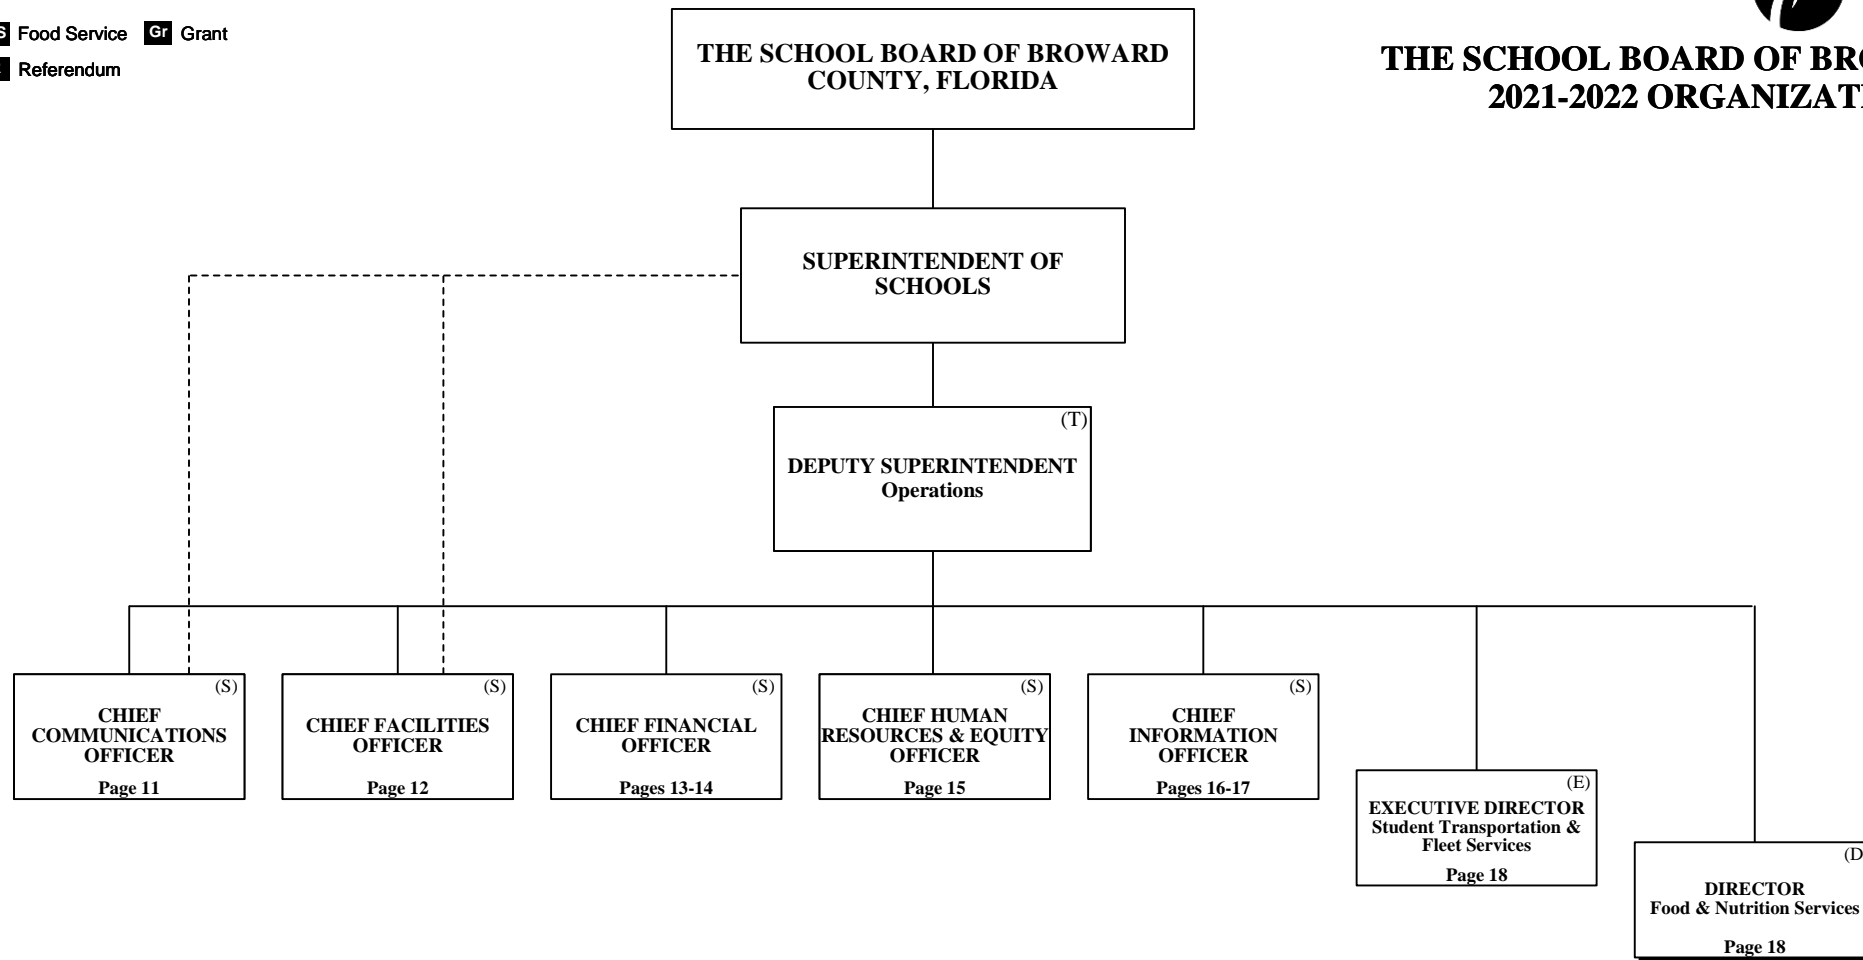 Food Service Gr Grant
Referendum
THE SCHOOL BOARD OF
2021-2022
THE SCHOOL BOARD OF BROWARD
COUNTY, FLORIDA
SUPERINTENDENT OF
SCHOOLS
(T)
DEPUTY SUPERINTENDENT
Operations
(S)
CHIEF
COMMUNICATIONS
OFFICER
Page 11
(S)
CHIEF FACILITIES
OFFICER
Page 12
(S)
CHIEF FINANCIAL
OFFICER
Pages 13-14
(S)
CHIEF HUMAN
RESOURCES & EQUITY
OFFICER
Page 15
(S)
CHIEF
INFORMATION
OFFICER
Pages 16-17
(E)
EXECUTIVE DIRECTOR
Student Transportation &
Fleet Services
Page 18
(D
DIRECTOR
Food & Nutrition Services
Page 18